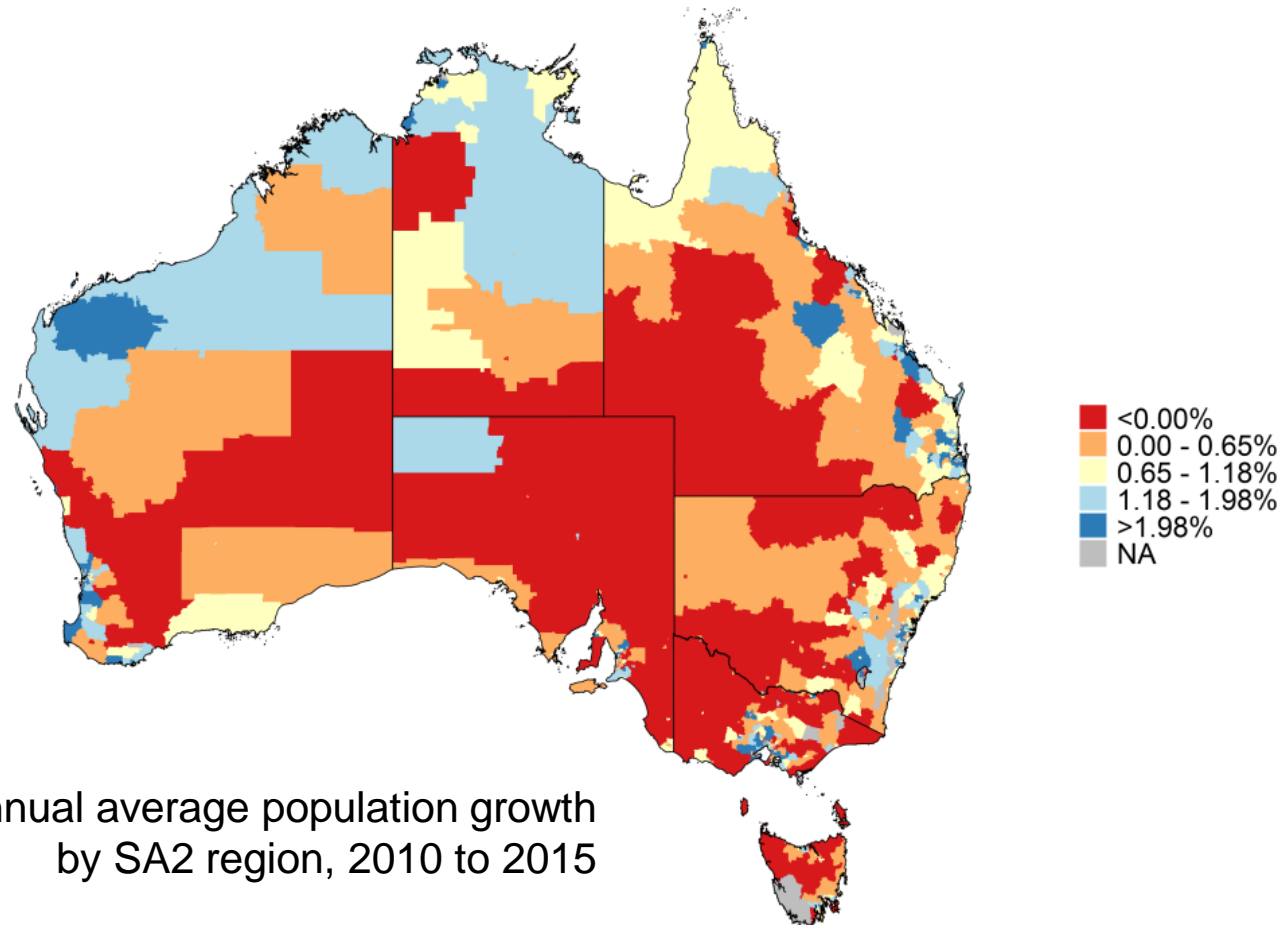 <0.00%
0.00 - 0.65%
0.65 - 1.18%
1.18 - 1.98%
>1.98%
NA
nnual average population growth
by SA2 region, 2010 to 2015